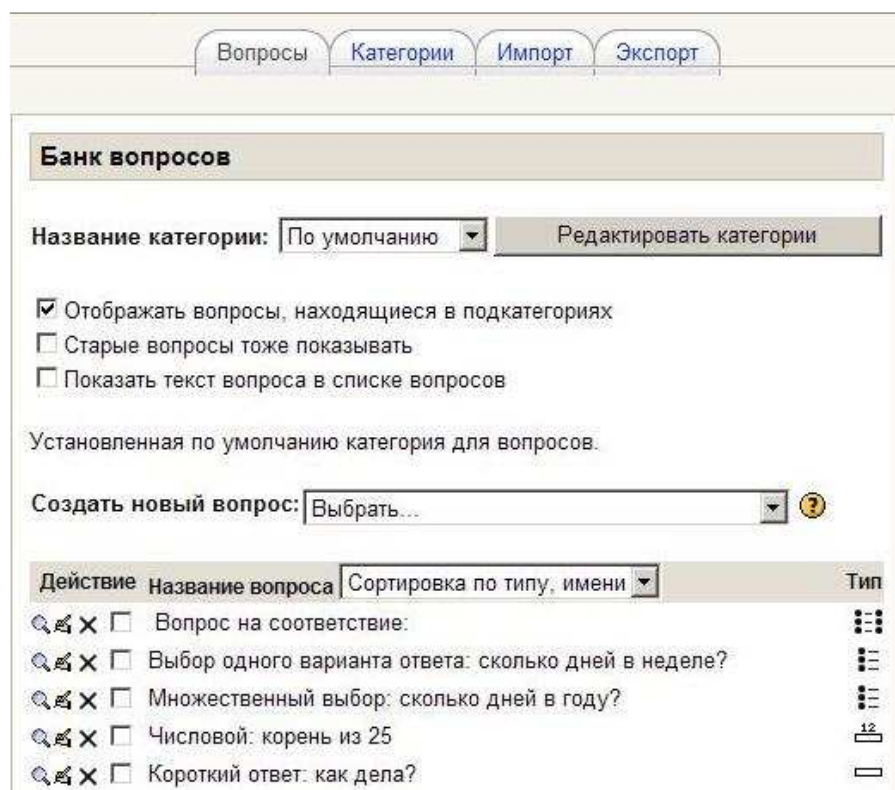 Вопросы Категории Импорт Экспорт
Банк вопросов
Название категории: По умолчанию Редактировать категории
Отображать вопросы, находящиеся в подкатегориях
Старые вопросы тоже показывать
Показать текст вопроса в списке вопросов
Установленная по умолчанию категория для вопросов.
Создать новый вопрос: Выбрать... ?
Действие Название вопроса Сортировка по типу, имени Тип
Вопрос на соответствие:
Выбор одного варианта ответа: сколько дней в неделе?
Множественный выбор: сколько дней в году?
Числовой: корень из 25 12
Короткий ответ: как дела?